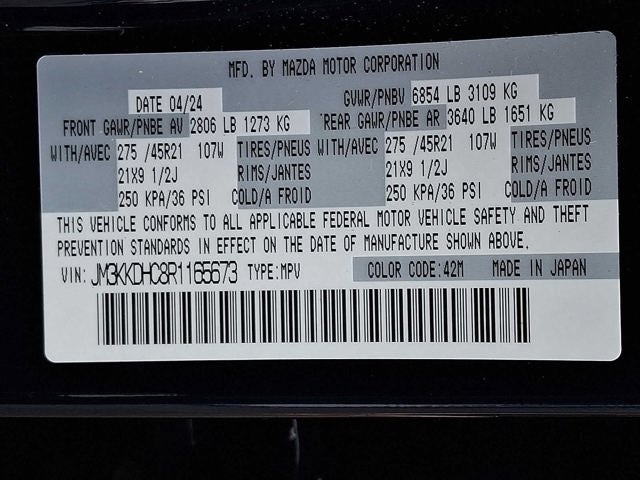 MFD. BY MAZDA MOTOR CORPORATION
DATE 04/24 GVWR/PNBV 6854 LB 3109 KG
FRONT GAWR/PNBE AV 2806 LB 1273 KG REAR GAWR/PNBE AR 3640 LB 1651 KG
WITH/AVEC 275 /45R21 107W TIRES/PNEUS WITH/AVEC 275 /45R21 107W TIRES/PNEUS
21X9 1/2J RIMS/JANTES 21X9 1/2J RIMS/JANTES
250 KPA/36 PSI COLD/A FROID 250 KPA/36 PSI COLD/A FROID
THIS VEHICLE CONFORMS TO ALL APPLICABLE FEDERAL MOTOR VEHICLE SAFETY AND THEFT
PREVENTION STANDARDS IN EFFECT ON THE DATE OF MANUFACTURE SHOWN ABOVE.
VIN: JM3KKDHC8R1165673 TYPE:MPV COLOR CODE:42M MADE IN JAPAN